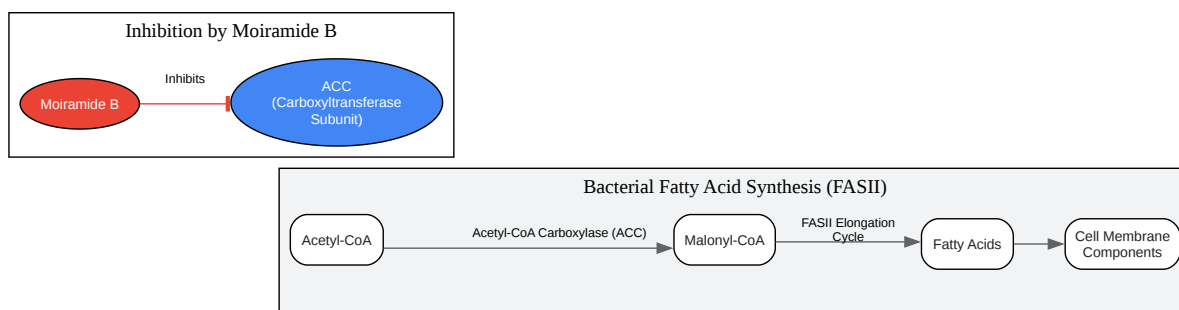 Inhibition by Moiramide B
Moiramide B
Inhibits
ACC
(Carboxyltransferase
Subunit)
Bacterial Fatty Acid Synthesis (FASII)
Acetyl-CoA
Acetyl-CoA Carboxylase (ACC)
Malonyl-CoA
FASII Elongation
Cycle
Fatty Acids
Cell Membrane
Components